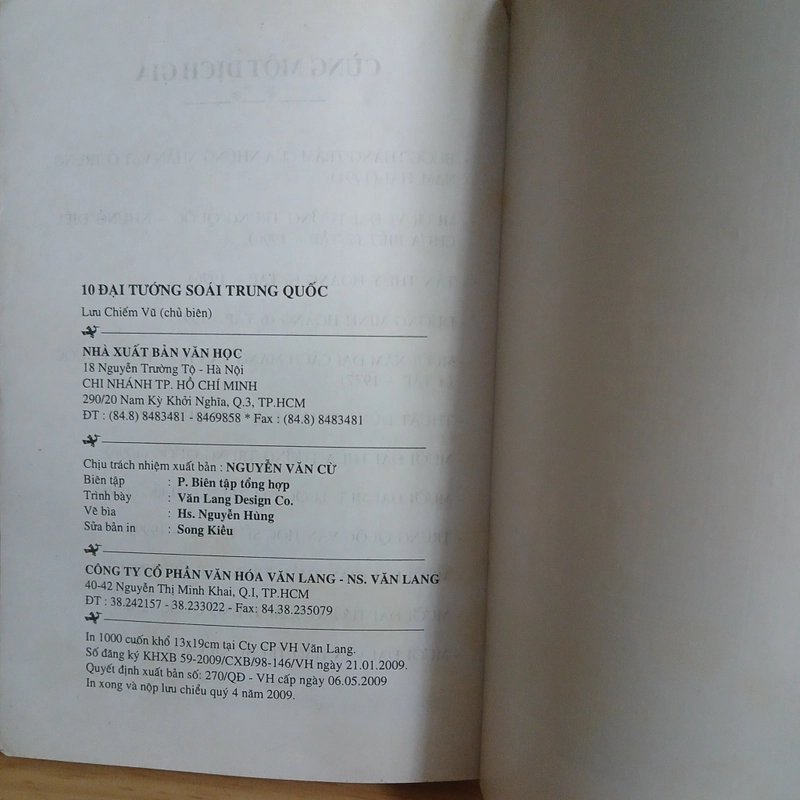 10 ĐẠI TƯỚNG SOÁI TRUNG QUỐC
Lưu Chiếm Vũ (chủ biên)
NHÀ XUẤT BẢN VĂN HỌC
18 Nguyễn Trường Tộ - Hà Nội
CHI NHÁNH TP. HỒ CHÍ MINH
290/20 Nam Kỳ Khởi Nghĩa, Q.3, TP.HCM
ĐT : (84.8) 8483481 - 8469858 * Fax : (84.8) 8483481
Chịu trách nhiệm xuất bản : NGUYỄN VĂN CỪ
Biên tập : P. Biên tập tổng hợp
Trình bày : Văn Lang Design Co.
Vẽ bìa : Hs. Nguyễn Hùng
Sửa bản in : Song Kiều
CÔNG TY CỔ PHẦN VĂN HÓA VĂN LANG - NS. VĂN LANG
40-42 Nguyễn Thị Minh Khai, Q.I, TP.HCM
ĐT : 38.242157 - 38.233022 - Fax: 84.38.235079
In 1000 cuốn khổ 13x19cm tại Cty CP VH Văn Lang.
Số đăng ký KHXB 59-2009/CXB/98-146/VH ngày 21.01.2009.
Quyết định xuất bản số: 270/QĐ - VH cấp ngày 06.05.2009
In xong và nộp lưu chiểu quý 4 năm 2009.